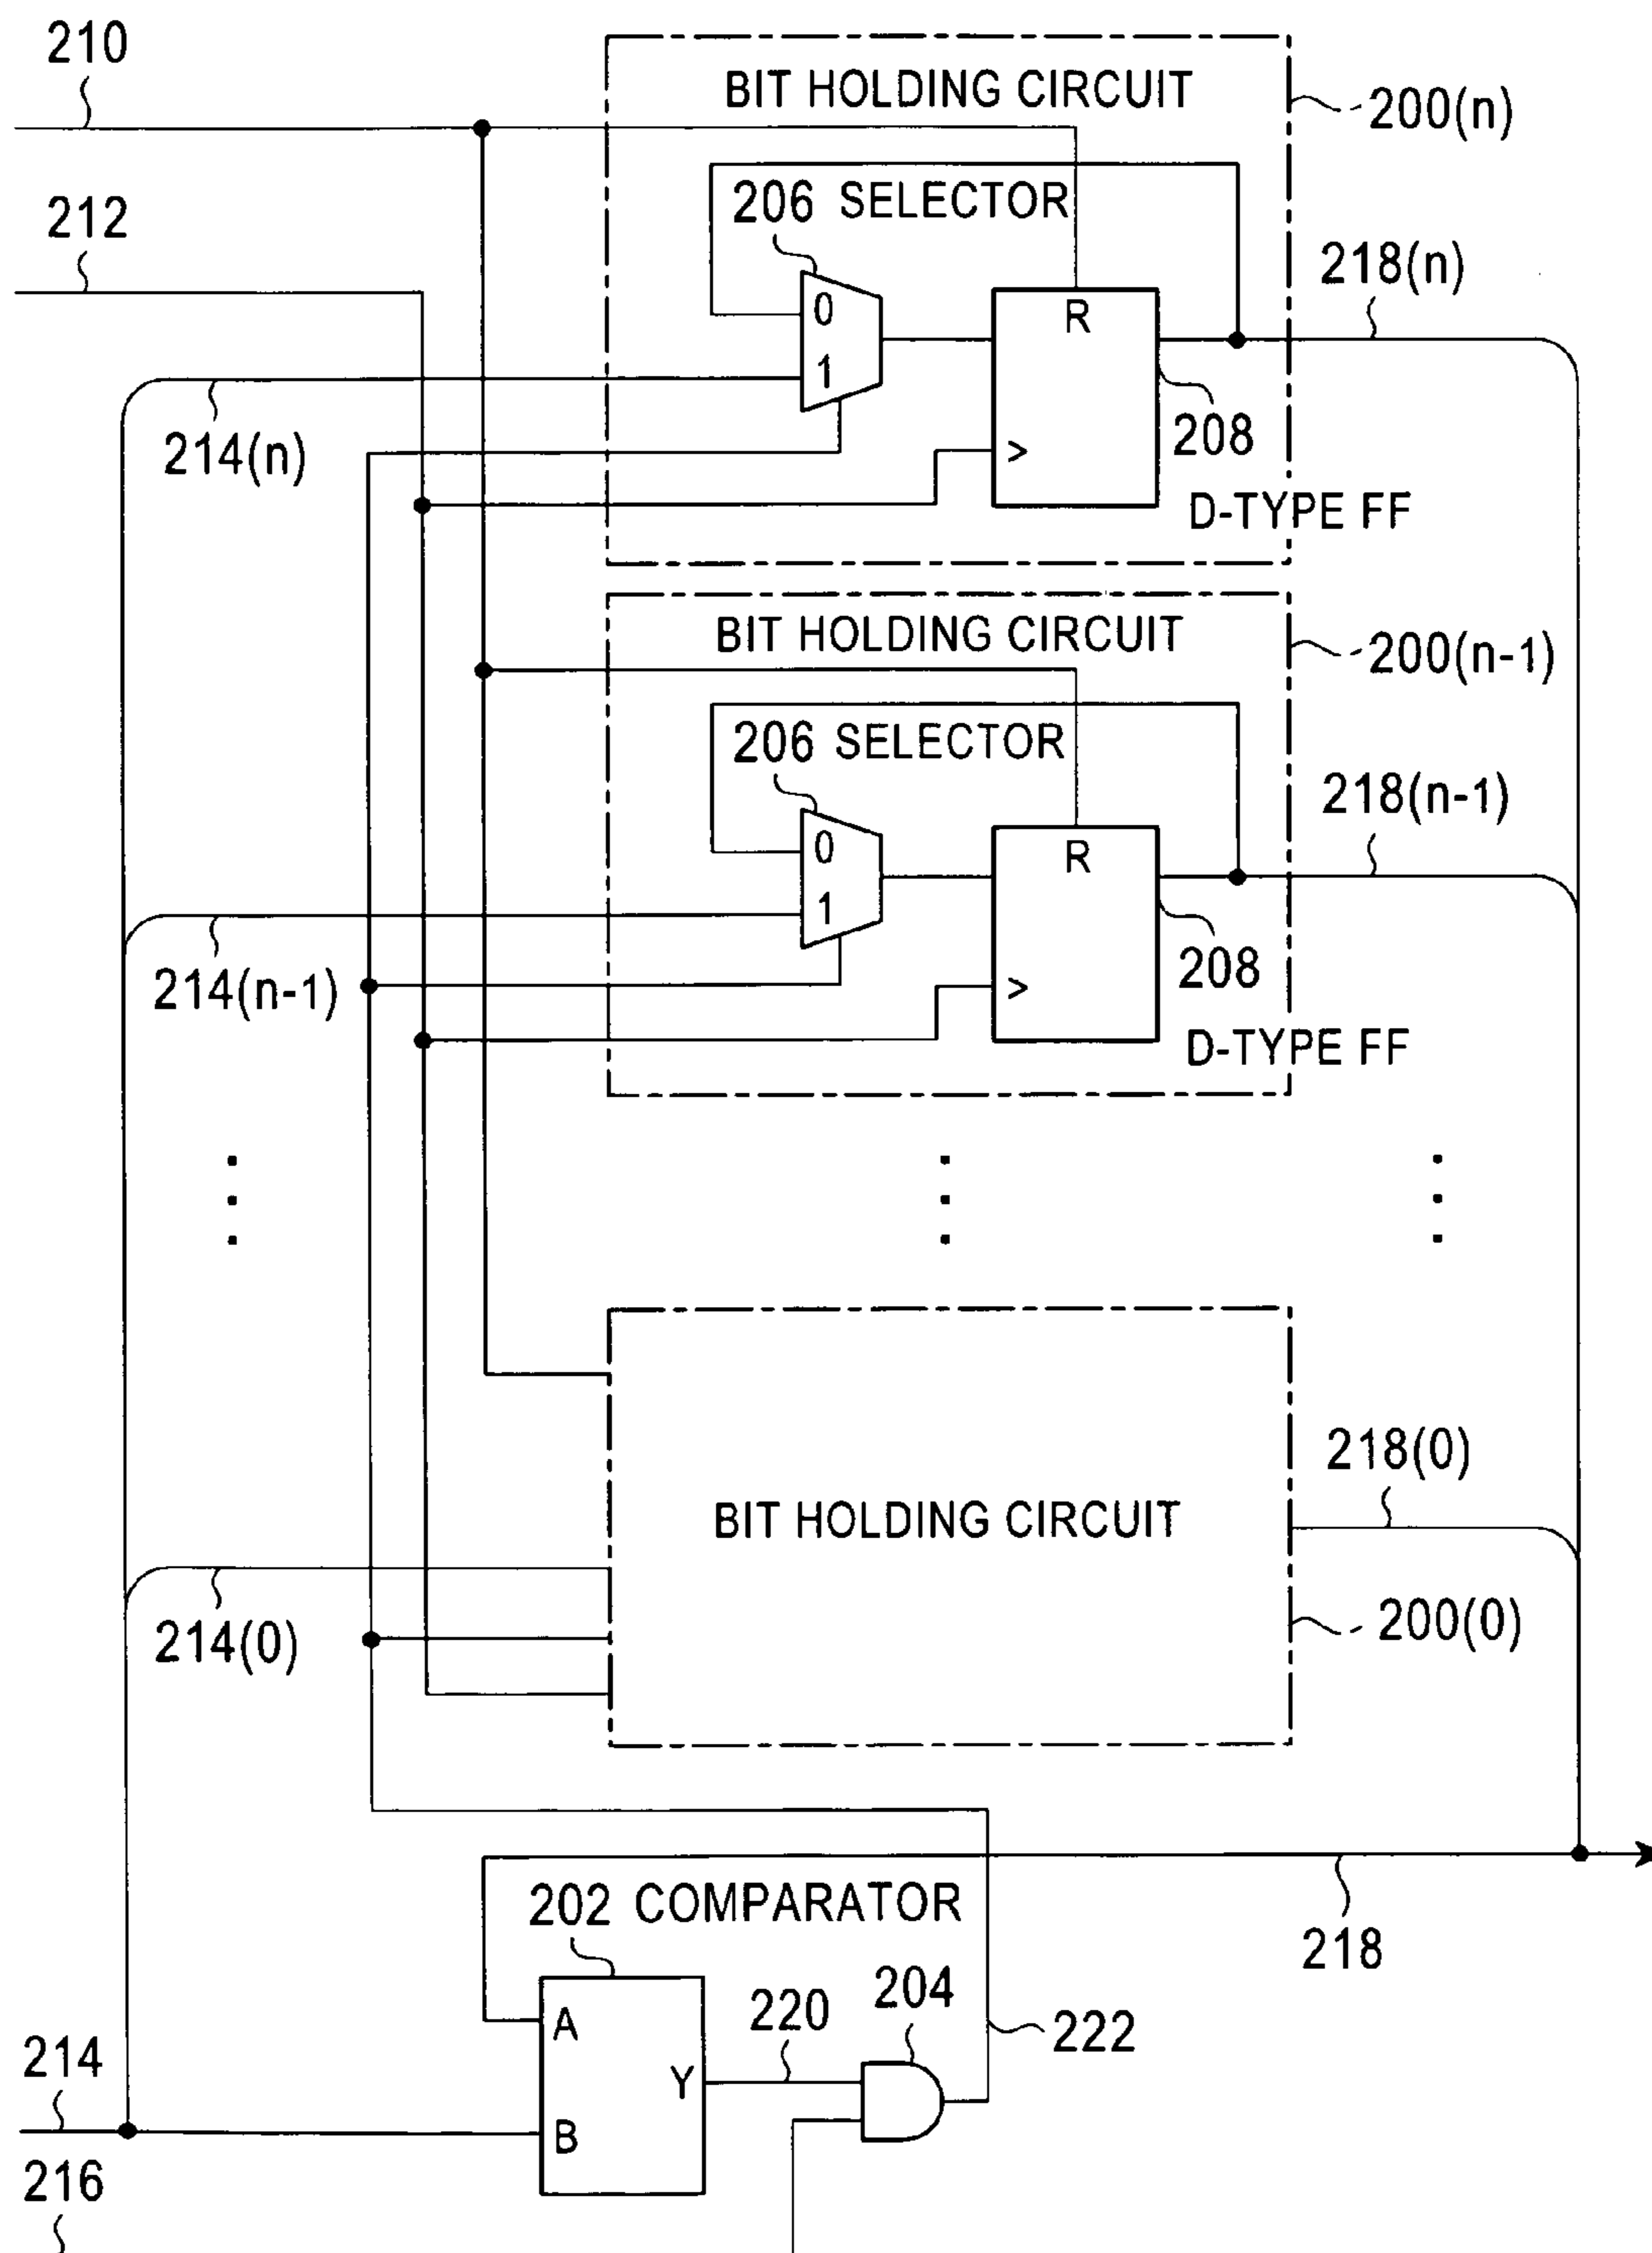 210
BIT HOLDING CIRCUIT
200(n)
212
206 SELECTOR
218(n)
0
R
1
214(n)
208
>
D-TYPE FF
BIT HOLDING CIRCUIT
200(n-1)
206 SELECTOR
218(n-1)
0
R
1
214(n-1)
208
>
D-TYPE FF
218(0)
BIT HOLDING CIRCUIT
200(0)
214(0)
202 COMPARATOR
218
204
220
A
222
214
Y
B
216